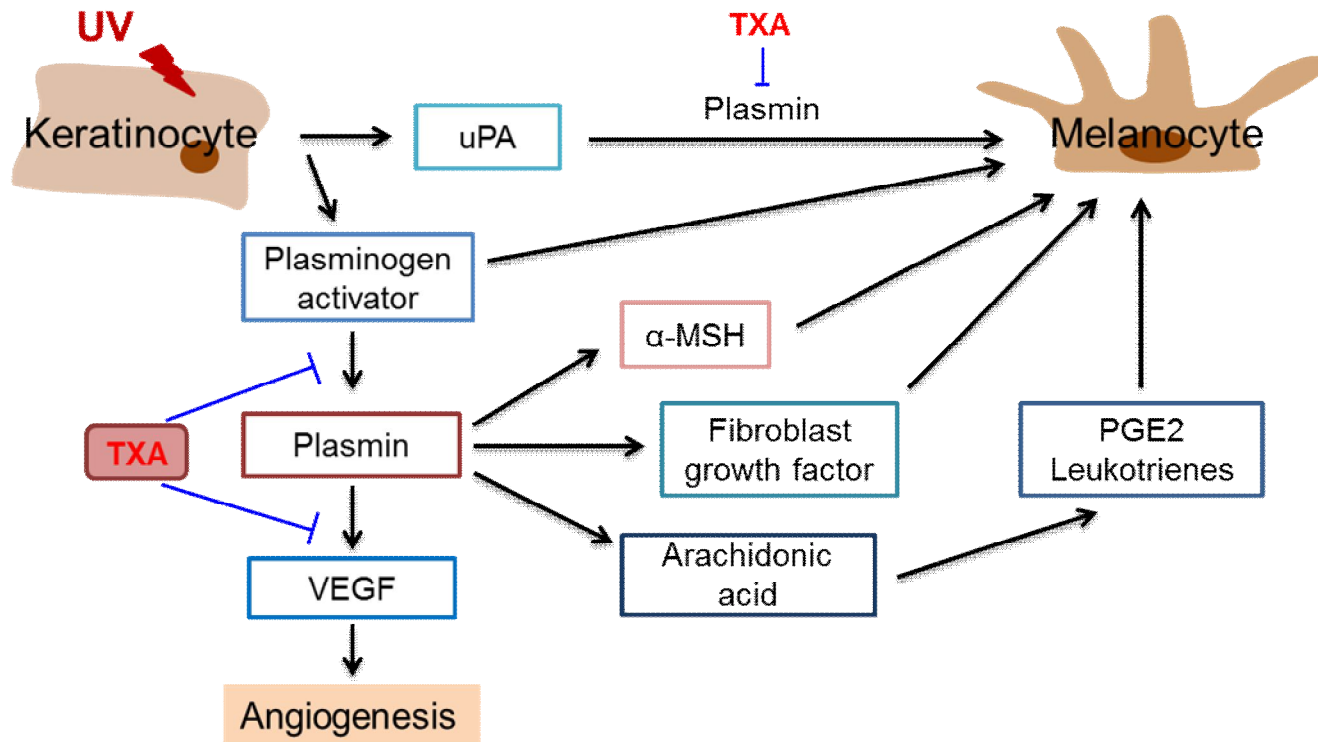 UV
TXA
Keratinocyte
uPA
Plasmin
Melanocyte
Plasminogen
activator
α-MSH
TXA
Plasmin
Fibroblast
growth factor
PGE2
Leukotrienes
VEGF
Arachidonic
acid
Angiogenesis